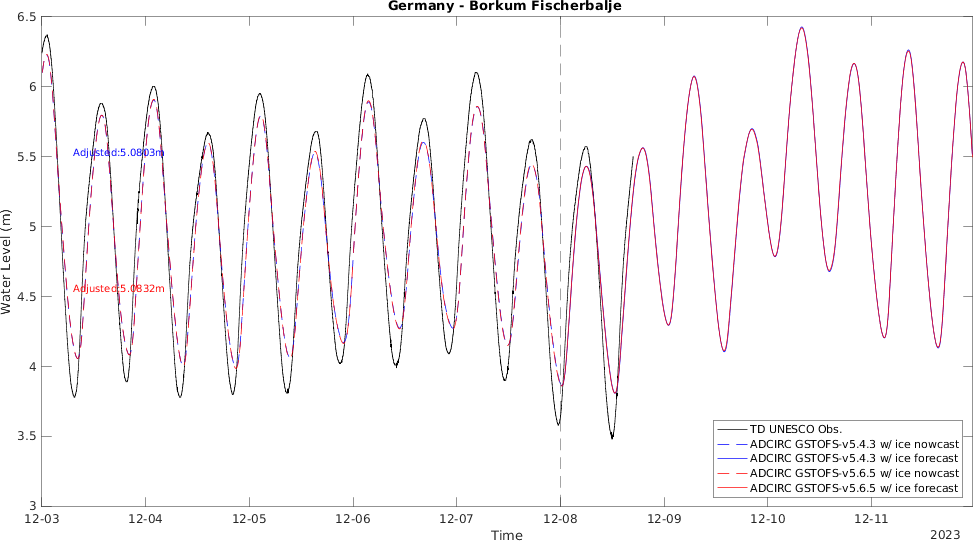 Germany - Borkum Fischerbalje
6.5
6
5.5
5
4.5
4
3.5
3
Water Level (m)
Adjusted:5.0803m
Adjusted:5.0832m
TD UNESCO Obs.
ADCIRC GSTOFS-v5.4.3 w/ ice nowcast
ADCIRC GSTOFS-v5.4.3 w/ ice forecast
ADCIRC GSTOFS-v5.6.5 w/ ice nowcast
ADCIRC GSTOFS-v5.6.5 w/ ice forecast
12-03 12-04 12-05 12-06 12-07 12-08 12-09 12-10 12-11
Time
2023